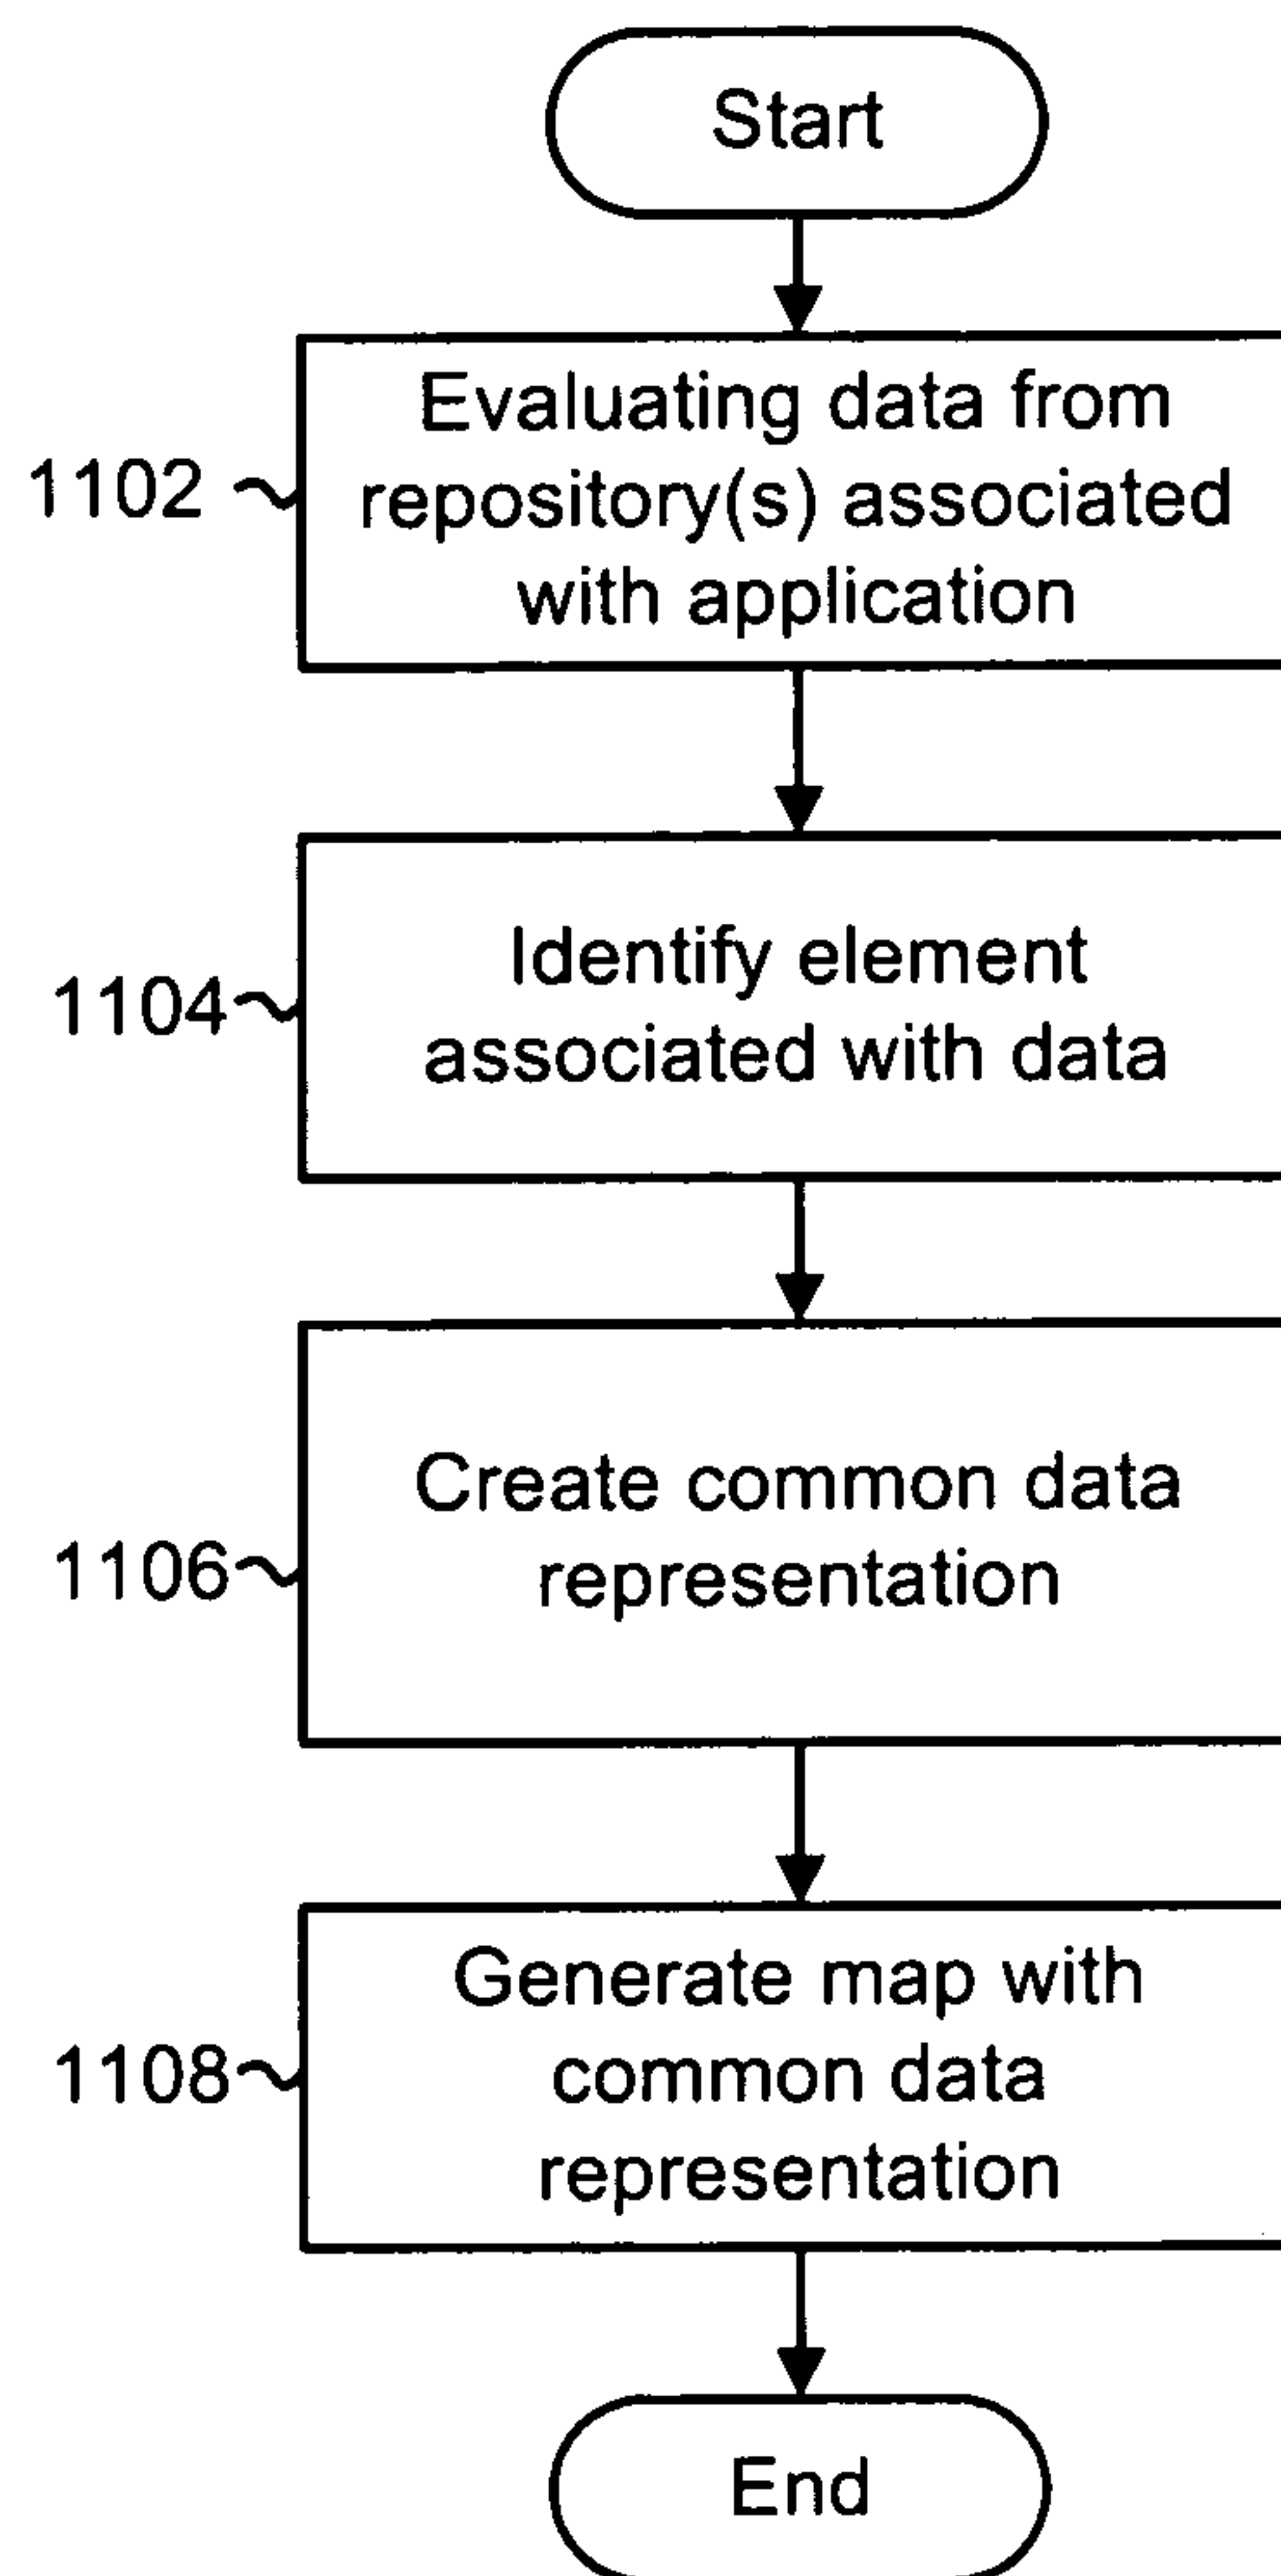 Start
Evaluating data from
repository(s) associated
with application
1102
Identify element
associated with data
1104
Create common data
representation
1106
Generate map with
common data
representation
1108
End